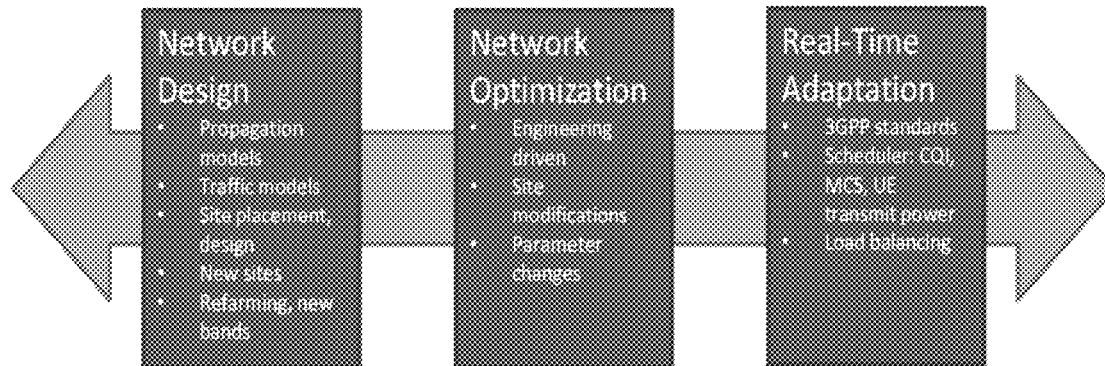 Network
Design
• Propagation
models
• Traffic models
• Site placement,
design
• New sites
• Refarming, new
bands
Network
Optimization
• Engineering
driven
• Site
modifications
• Parameter
changes
Real-Time
Adaptation
• 3GPP standards
• Scheduler: CQI,
MCS, UE
transmit power
• Load balancing